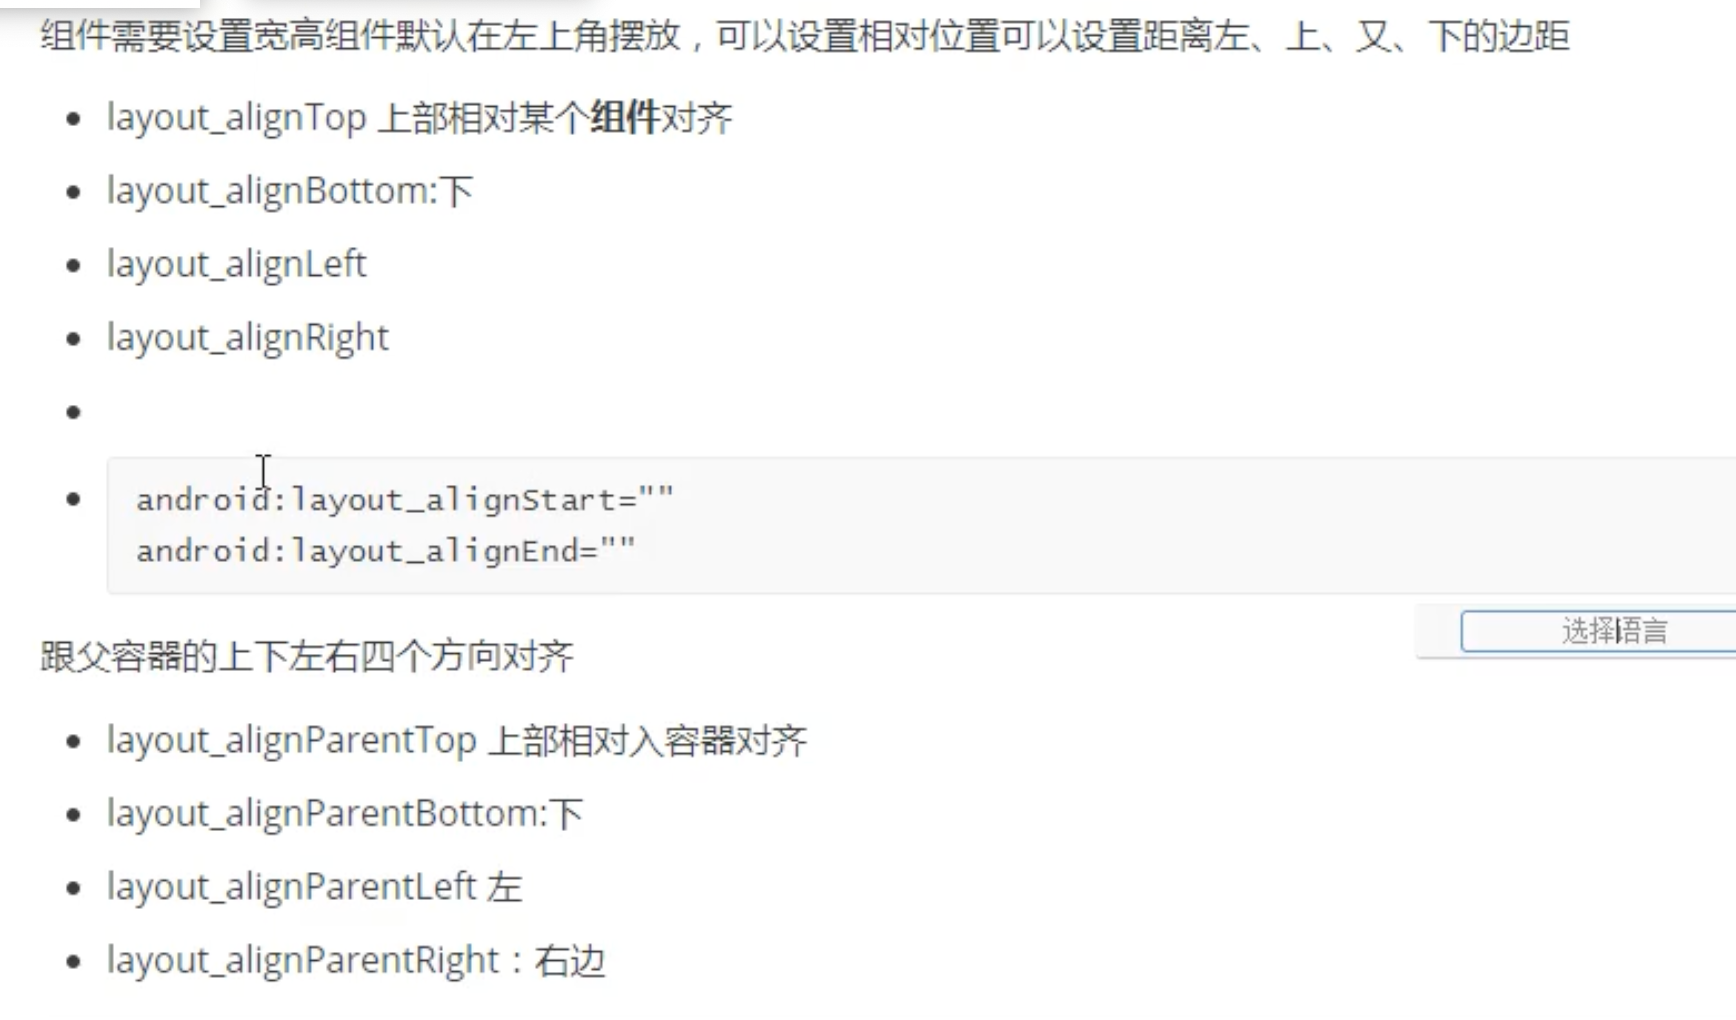 组件需要设置宽高组件默认在左上角摆放，可以设置相对位置可以设置距离左、上、又、下的边距
layout_alignTop 上部相对某个组件对齐
layout_alignBottom:下
layout_alignLeft
layout_alignRight
android:layout_alignStart=""
android:layout_alignEnd=""
选择语言
跟父容器的上下左右四个方向对齐
layout_alignParentTop 上部相对入容器对齐
layout_alignParentBottom:下
layout_alignParentLeft 左
layout_alignParentRight：右边